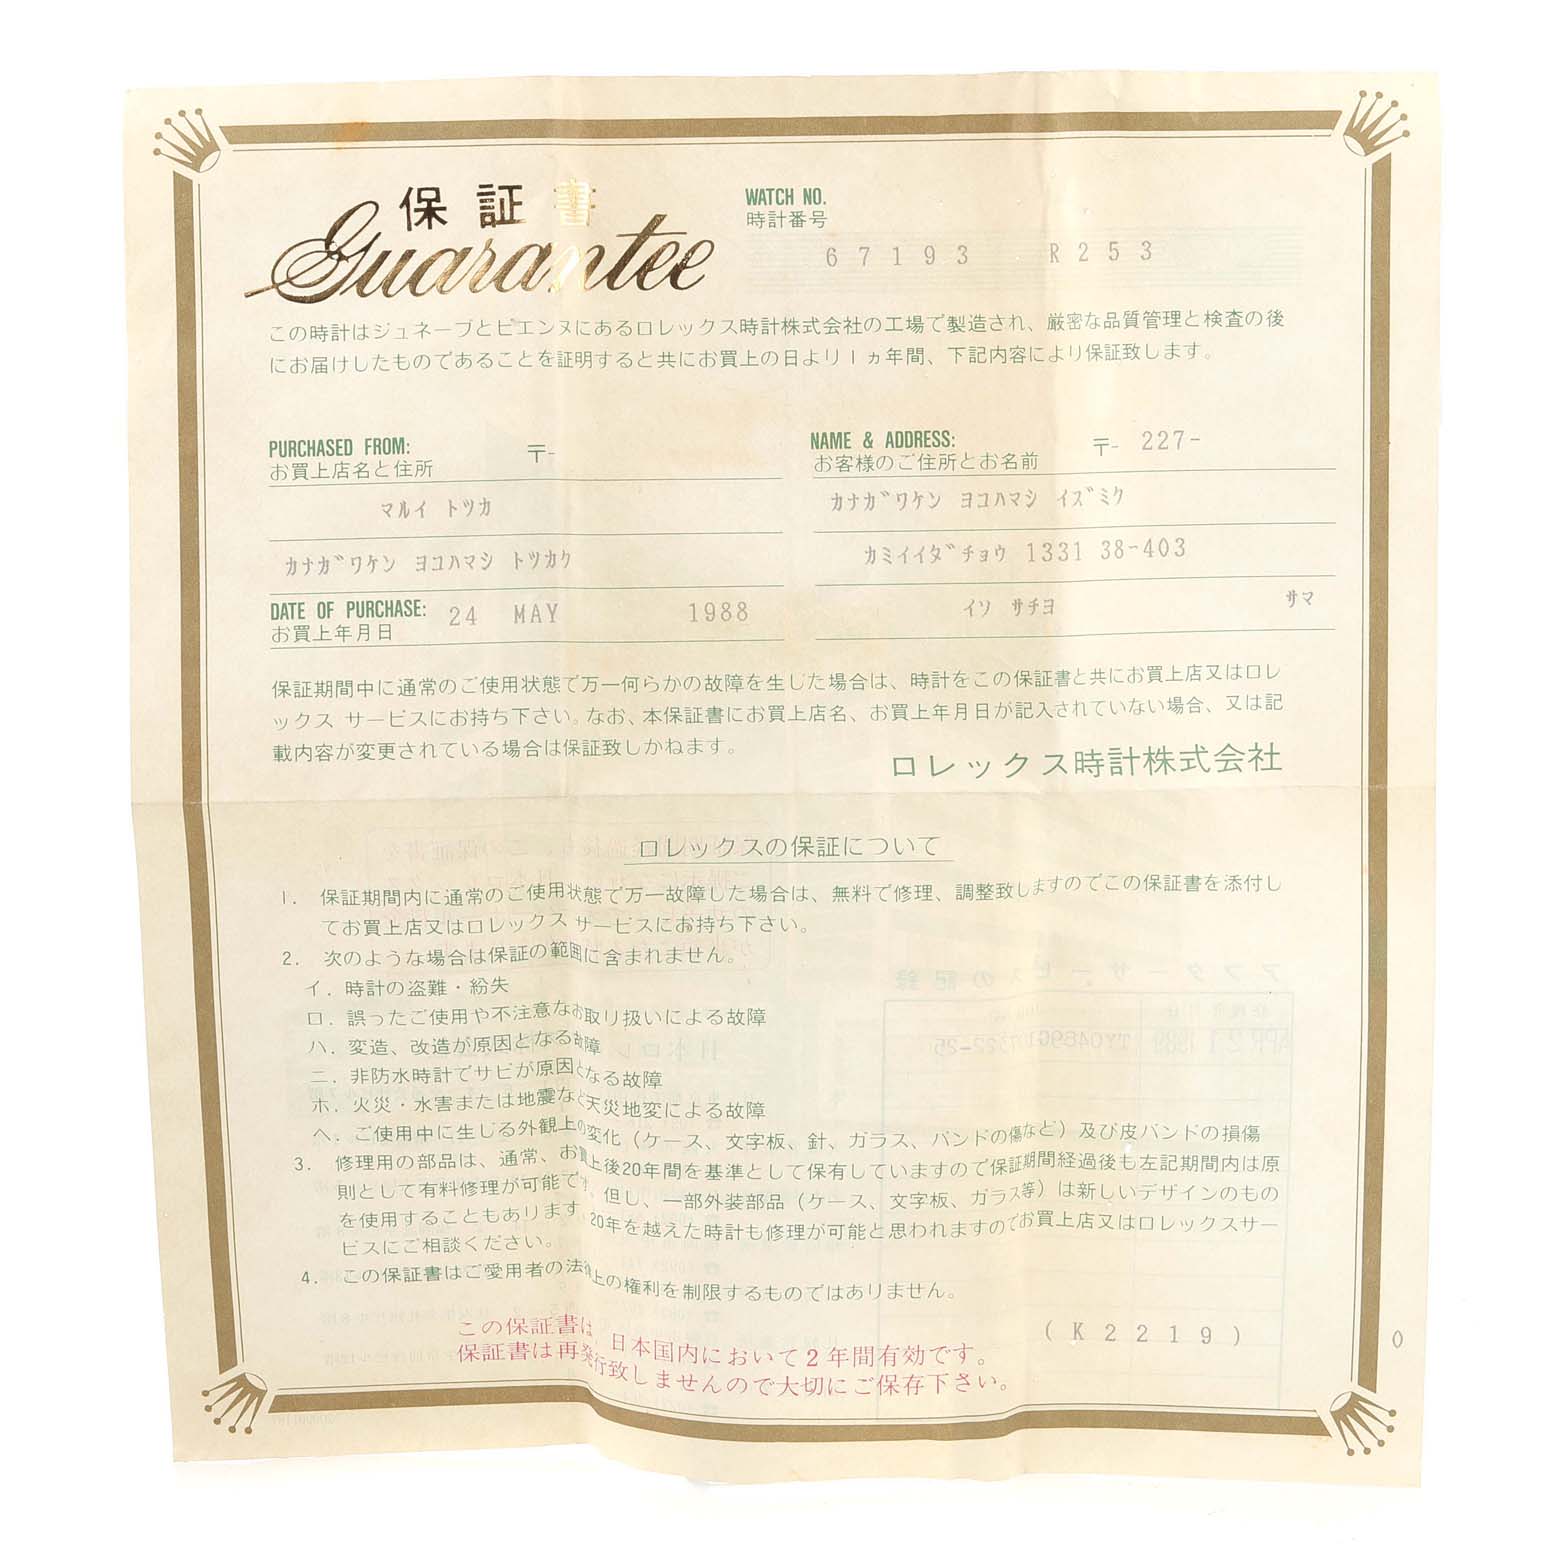 保証書
Guarantee
WATCH NO.
時計番号
67193 R253
この時計はジュネーブとビエンヌにあるロレックス時計株式会社の工場で製造され、厳密な品質管理と検査の後
にお届けしたものであることを証明すると共にお買上の日より1ヵ年間、下記内容により保証致します。
PURCHASED FROM: 〒-
お買上店名と住所
マルイ トツカ
カナガワケン ヨコハマシ トツカク
DATE OF PURCHASE: 24 MAY 1988
お買上年月日
NAME & ADDRESS: 〒- 227-
お客様のご住所とお名前
カナガワケン ヨコハマシ イズミク
カミイイダチョウ 1331 38-403
イソ サチヨ サマ
保証期間中に通常のご使用状態で万一何らかの故障を生じた場合は、時計をこの保証書と共にお買上店又はロレ
ックス サービスにお持ち下さい。なお、本保証書にお買上店名、お買上年月日が記入されていない場合、又は記
載内容が変更されている場合は保証致しかねます。
ロレックス時計株式会社
ロレックスの保証について
1. 保証期間内に通常のご使用状態で万一故障した場合は、無料で修理、調整致しますのでこの保証書を添付し
てお買上店又はロレックス サービスにお持ち下さい。
2. 次のような場合は保証の範囲に含まれません。
イ. 時計の盗難・紛失
ロ. 誤ったご使用や不注意なお取り扱いによる故障
ハ. 変造、改造が原因となる故障
ニ. 非防水時計でサビが原因となる故障
ホ. 火災・水害または地震など天災地変による故障
ヘ. ご使用中に生じる外観上の変化（ケース、文字板、針、ガラス、バンドの傷など）及び皮バンドの損傷
3. 修理用の部品は、通常、お買上後20年間を基準として保有していますので保証期間経過後も左記期間内は原
則として有料修理が可能です。但し、一部外装部品（ケース、文字板、ガラス等）は新しいデザインのもの
を使用することもあります。20年を越えた時計も修理が可能と思われますのでお買上店又はロレックスサー
ビスにご相談ください。
4. この保証書はご愛用者の法律上の権利を制限するものではありません。
この保証書は、日本国内において2年間有効です。
保証書は再発行致しませんので大切にご保存下さい。
(K2219)
0